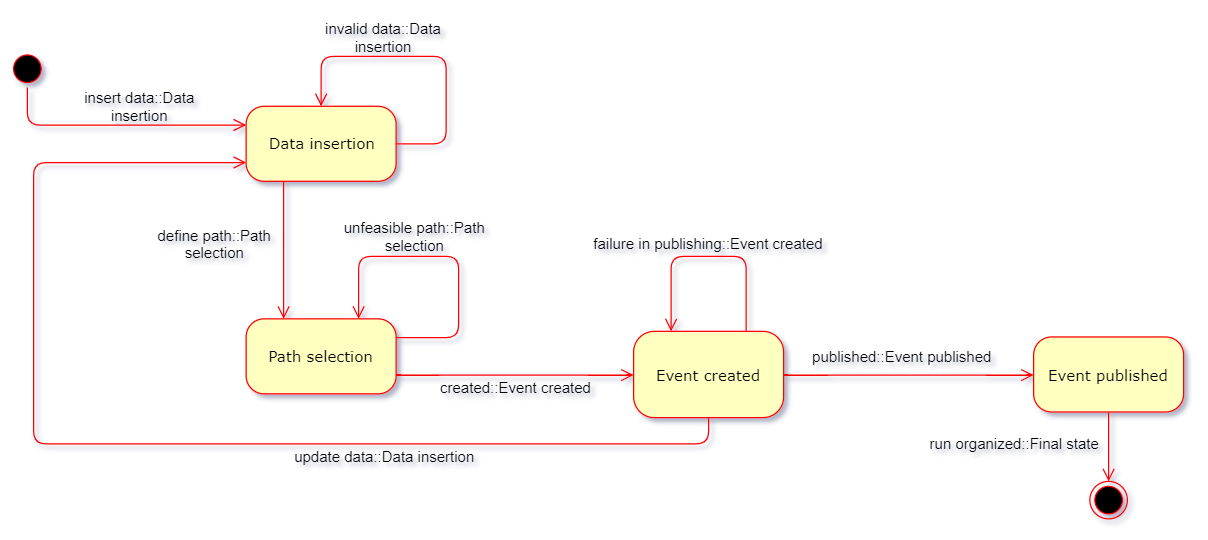 invalid data::Data
insertion
insert data::Data
insertion
Data insertion
define path::Path
selection
unfeasible path::Path
selection
failure in publishing::Event created
Path selection
created::Event created
Event created
published::Event published
Event published
update data::Data insertion
run organized::Final state